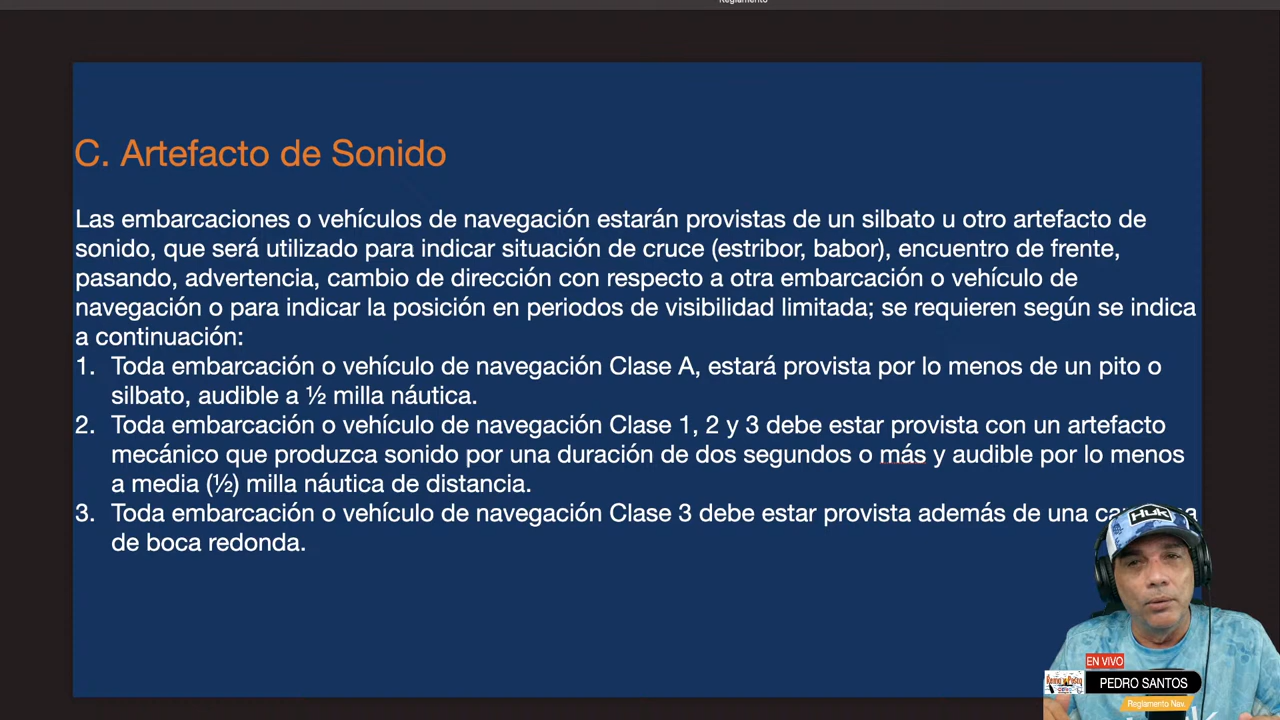 Reglamento
C. Artefacto de Sonido
Las embarcaciones o vehículos de navegación estarán provistas de un silbato u otro artefacto de
sonido, que será utilizado para indicar situación de cruce (estribor, babor), encuentro de frente,
pasando, advertencia, cambio de dirección con respecto a otra embarcación o vehículo de
navegación o para indicar la posición en periodos de visibilidad limitada; se requieren según se indica
a continuación:
1. Toda embarcación o vehículo de navegación Clase A, estará provista por lo menos de un pito o
silbato, audible a ½ milla náutica.
2. Toda embarcación o vehículo de navegación Clase 1, 2 y 3 debe estar provista con un artefacto
mecánico que produzca sonido por una duración de dos segundos o más y audible por lo menos
a media (½) milla náutica de distancia.
3. Toda embarcación o vehículo de navegación Clase 3 debe estar provista además de una
de boca redonda.
HUK
EN VIVO
PEDRO SANTOS
Reglamento Nav.